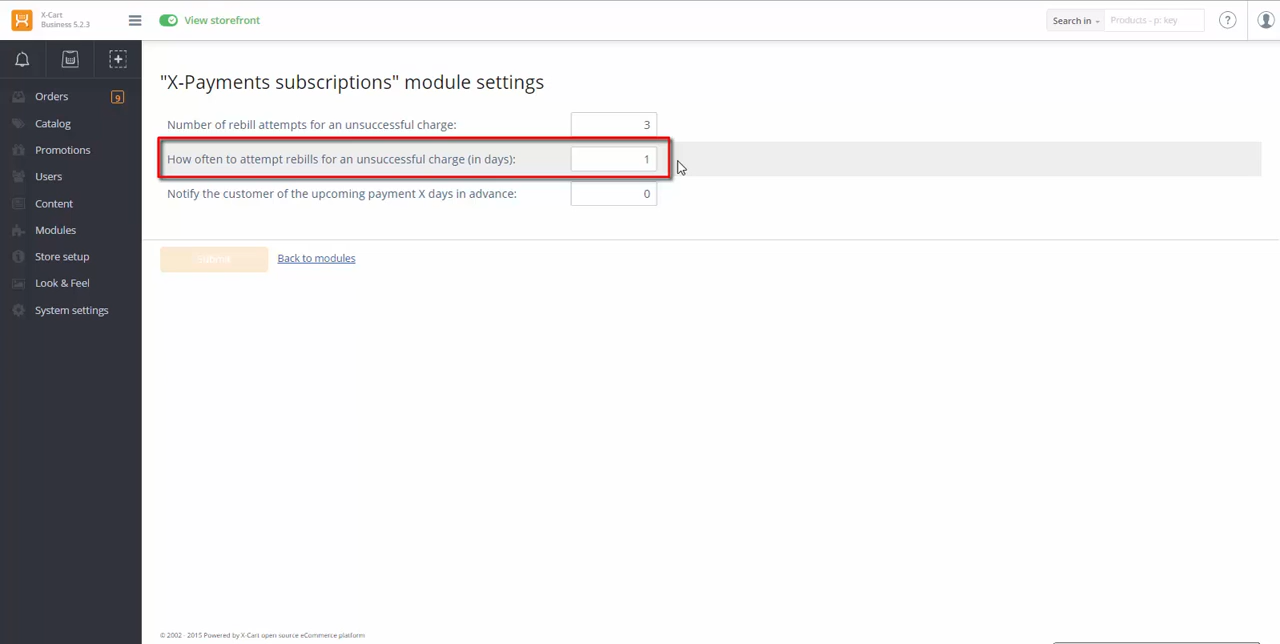 X-Cart
Business 5.2.3
View storefront
Search in
Products - p: key
?
Orders
9
Catalog
Promotions
Users
Content
Modules
Store setup
Look & Feel
System settings
"X-Payments subscriptions" module settings
Number of rebill attempts for an unsuccessful charge: 3
How often to attempt rebills for an unsuccessful charge (in days): 1
Notify the customer of the upcoming payment X days in advance: 0
Submit Back to modules
© 2002 - 2015 Powered by X-Cart open source eCommerce platform